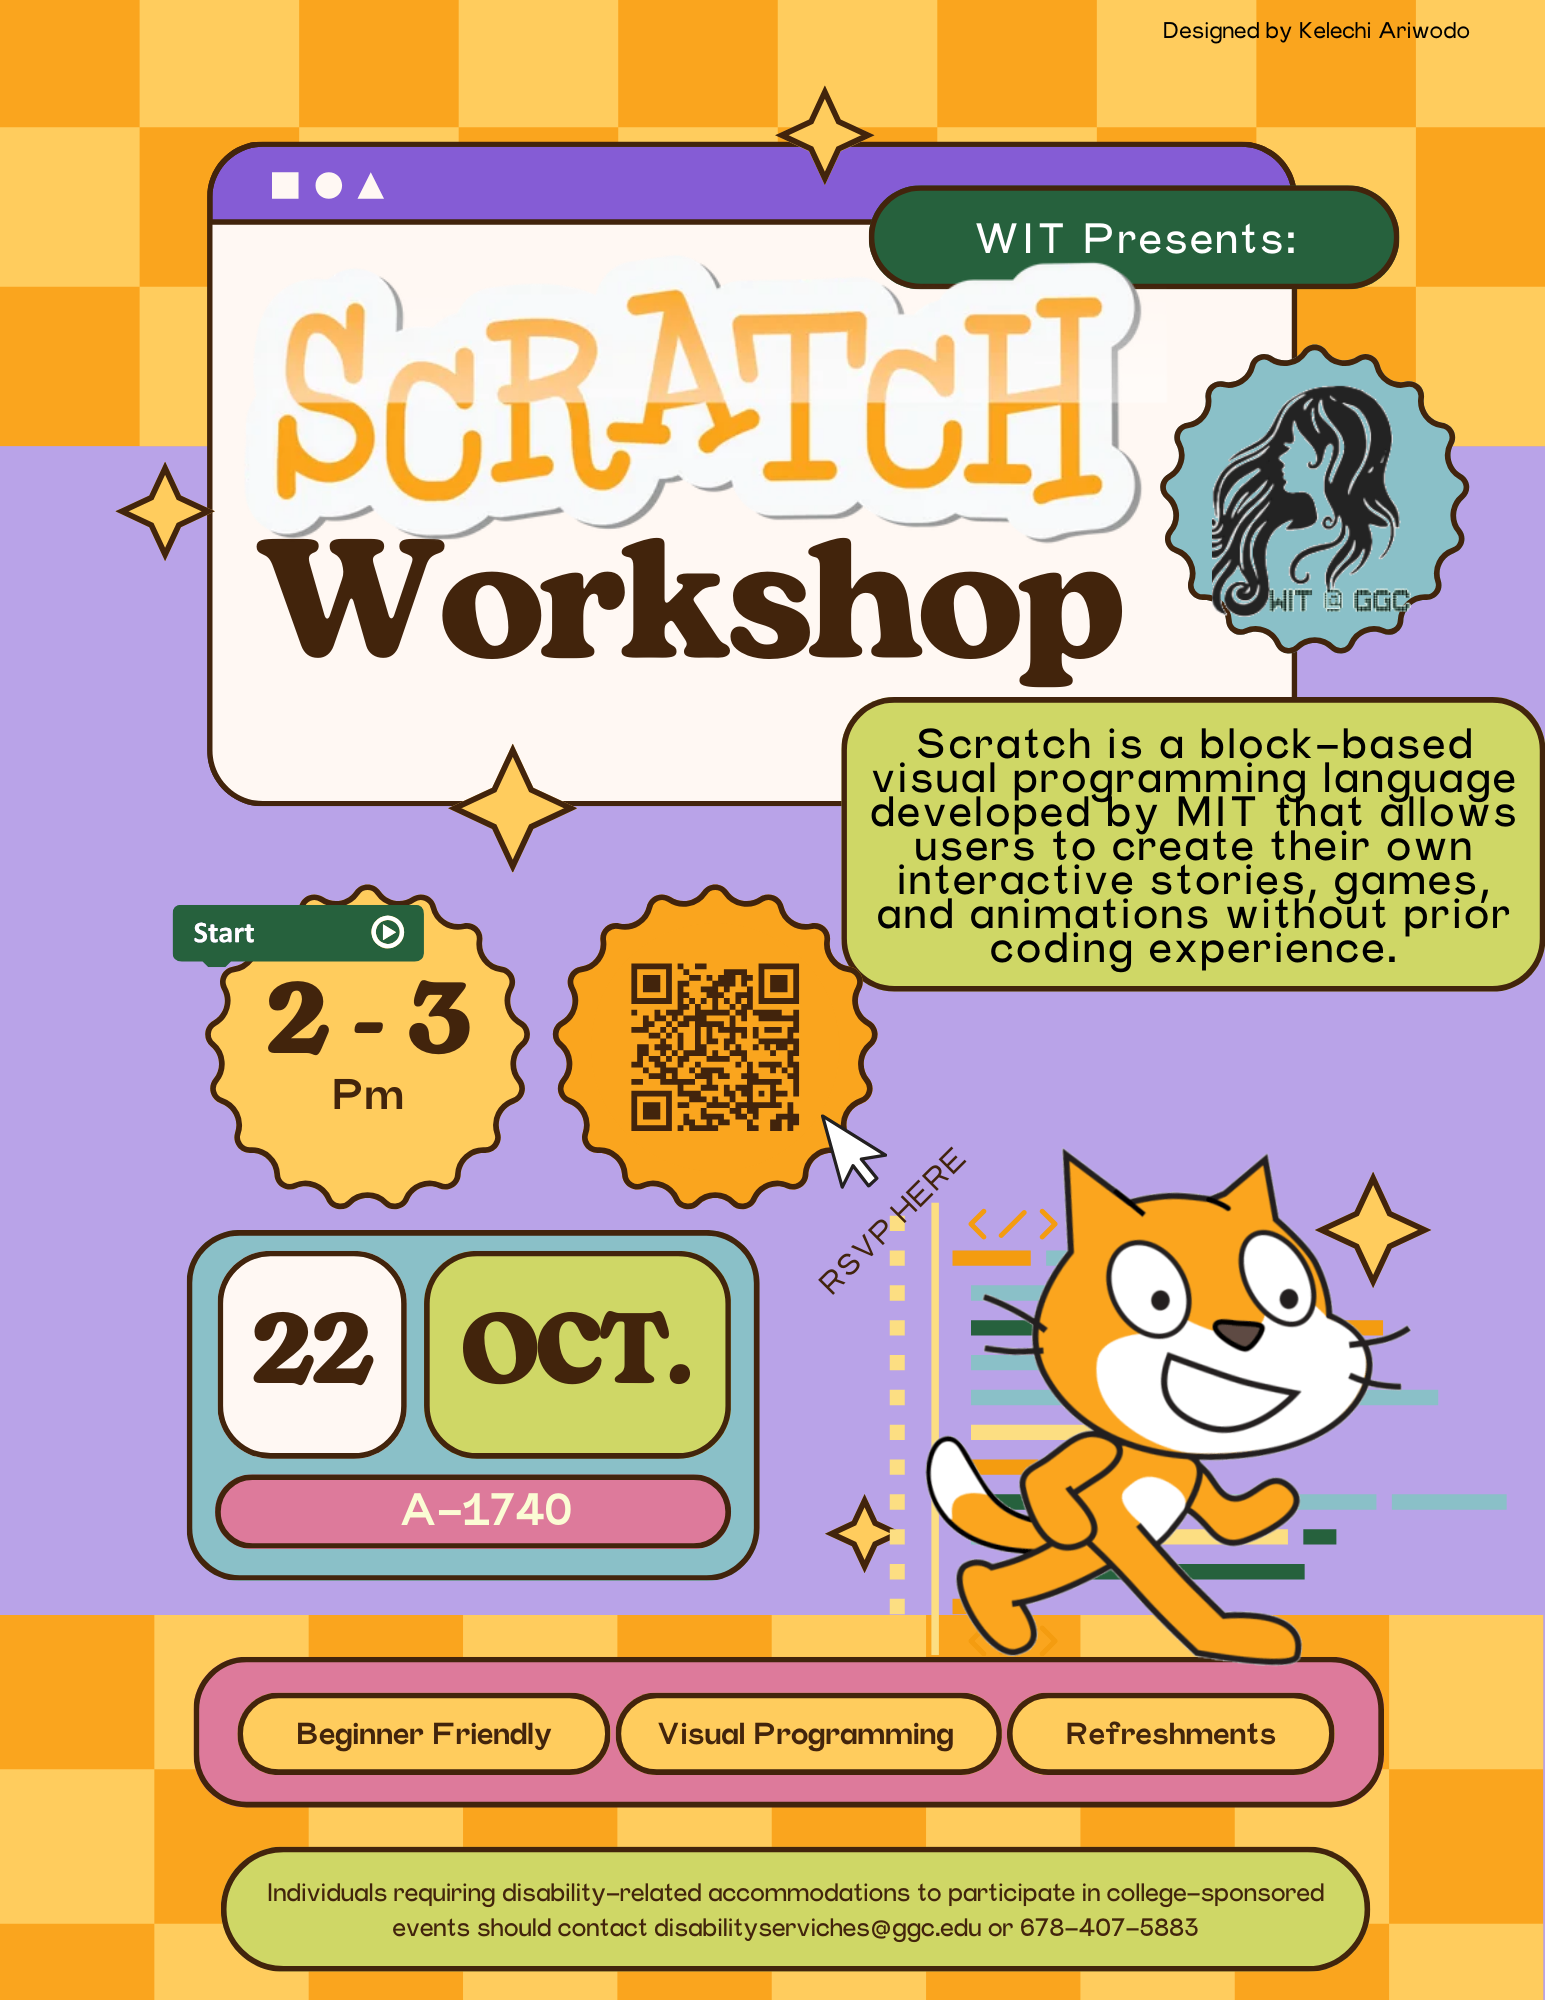 Designed by Kelechi Ariwodo
WIT Presents:
SCRATCH
Workshop
WIT @ GGC
Scratch is a block-based
visual programming language
developed by MIT that allows
users to create their own
interactive stories, games,
and animations without prior
coding experience.
Start
2 - 3
Pm
RSVP HERE
</>
22
OCT.
A-1740
Beginner Friendly
Visual Programming
Refreshments
Individuals requiring disability-related accommodations to participate in college-sponsored
events should contact disabilityserviches@ggc.edu or 678-407-5883